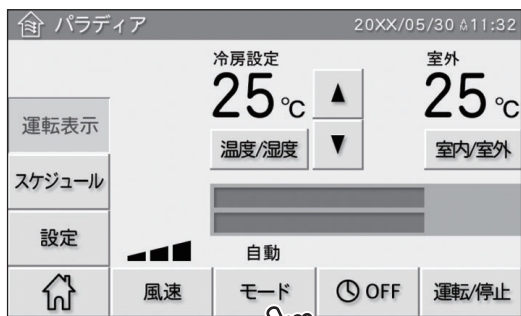 パラディア 20XX/05/30 11:32
冷房設定 室外
25℃ ▲ 25℃
運転表示
温度/湿度 ▼ 室内/室外
スケジュール
設定
自動
風速 モード OFF 運転/停止